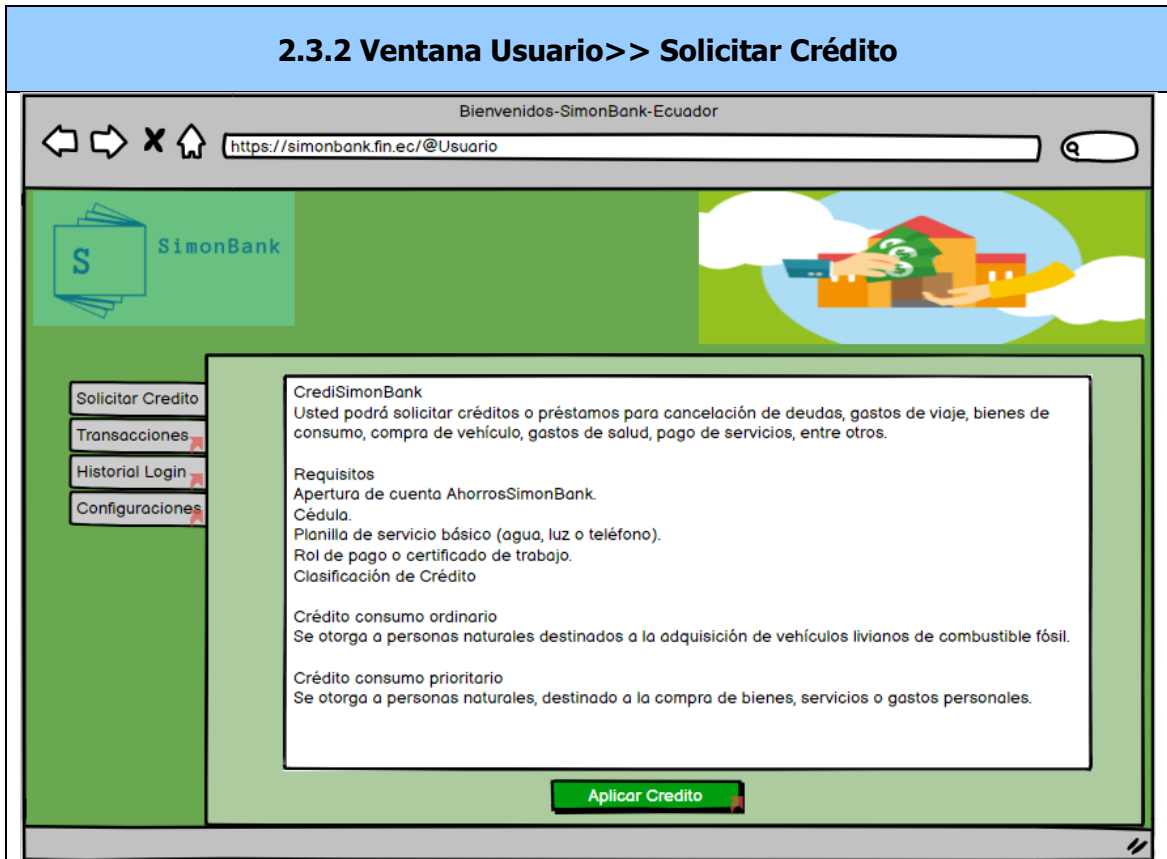 2.3.2 Ventana Usuario>> Solicitar Crédito
Bienvenidos-SimonBank-Ecuador
https://simonbank.fin.ec/@Usuario
S
SimonBank
$
Solicitar Credito
Transacciones
Historial Login
Configuraciones
CrediSimonBank
Usted podrá solicitar créditos o préstamos para cancelación de deudas, gastos de viaje, bienes de
consumo, compra de vehículo, gastos de salud, pago de servicios, entre otros.
Requisitos
Apertura de cuenta AhorrosSimonBank.
Cédula.
Planilla de servicio básico (agua, luz o teléfono).
Rol de pago o certificado de trabajo.
Clasificación de Crédito
Crédito consumo ordinario
Se otorga a personas naturales destinados a la adquisición de vehículos livianos de combustible fósil.
Crédito consumo prioritario
Se otorga a personas naturales, destinado a la compra de bienes, servicios o gastos personales.
Aplicar Credito